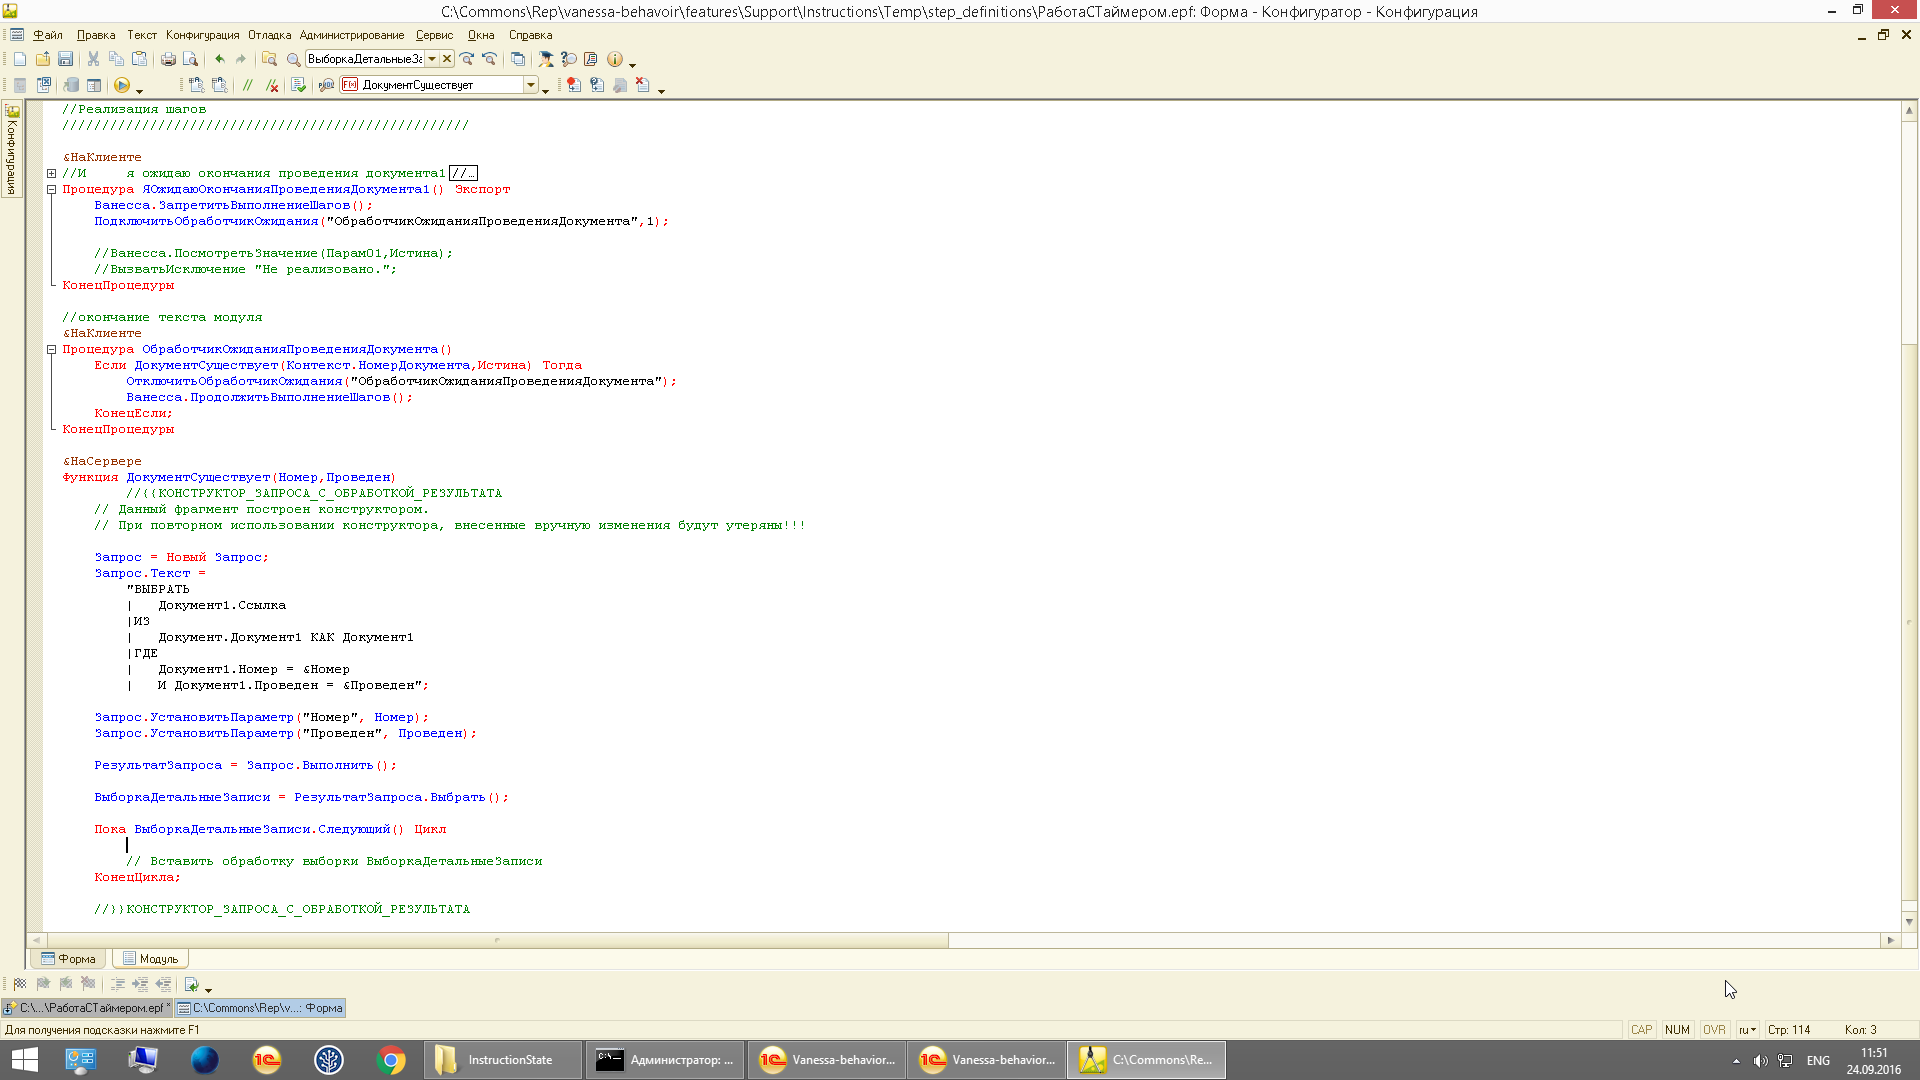 C:\Commons\Rep\vanessa-behavoir\features\Support\Instructions\Temp\step_definitions\РаботаСТаймером.epf: Форма - Конфигуратор - Конфигурация
Файл Правка Текст Конфигурация Отладка Администрирование Сервис Окна Справка
ВыборкаДетальныеЗа
ДокументСуществует
Конфигурация
//Реализация шагов
///////////////////////////////////////////////////
&НаКлиенте
//И я ожидаю окончания проведения документа1 //…
Процедура ЯОжидаюОкончанияПроведенияДокумента1() Экспорт
Ванесса.ЗапретитьВыполнениеШагов();
ПодключитьОбработчикОжидания("ОбработчикОжиданияПроведенияДокумента",1);
//Ванесса.ПосмотретьЗначение(Парам01,Истина);
//ВызватьИсключение "Не реализовано.";
КонецПроцедуры
//окончание текста модуля
&НаКлиенте
Процедура ОбработчикОжиданияПроведенияДокумента()
Если ДокументСуществует(Контекст.НомерДокумента,Истина) Тогда
ОтключитьОбработчикОжидания("ОбработчикОжиданияПроведенияДокумента");
Ванесса.ПродолжитьВыполнениеШагов();
КонецЕсли;
КонецПроцедуры
&НаСервере
Функция ДокументСуществует(Номер,Проведен)
//{{КОНСТРУКТОР_ЗАПРОСА_С_ОБРАБОТКОЙ_РЕЗУЛЬТАТА
// Данный фрагмент построен конструктором.
// При повторном использовании конструктора, внесенные вручную изменения будут утеряны!!!
Запрос = Новый Запрос;
Запрос.Текст =
"ВЫБРАТЬ
| Документ1.Ссылка
|ИЗ
| Документ.Документ1 КАК Документ1
|ГДЕ
| Документ1.Номер = &Номер
| И Документ1.Проведен = &Проведен";
Запрос.УстановитьПараметр("Номер", Номер);
Запрос.УстановитьПараметр("Проведен", Проведен);
РезультатЗапроса = Запрос.Выполнить();
ВыборкаДетальныеЗаписи = РезультатЗапроса.Выбрать();
Пока ВыборкаДетальныеЗаписи.Следующий() Цикл
// Вставить обработку выборки ВыборкаДетальныеЗаписи
КонецЦикла;
//}}КОНСТРУКТОР_ЗАПРОСА_С_ОБРАБОТКОЙ_РЕЗУЛЬТАТА
Форма Модуль
C:\...\РаботаСТаймером.epf * C:\Commons\Rep\v...: Форма
Для получения подсказки нажмите F1 CAP NUM OVR ru Стр: 114 Кол: 3
InstructionState Администратор: ... Vanessa-behavior... Vanessa-behavior... C:\Commons\Re... ENG 11:51
24.09.2016